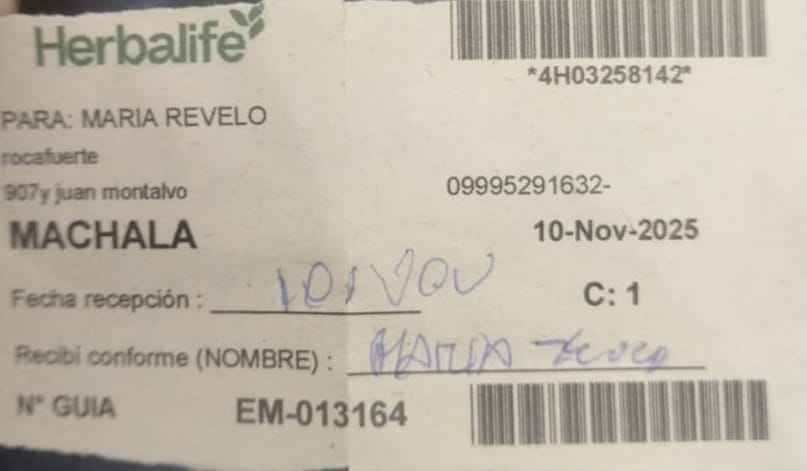 Herbalife
*4H03258142*
PARA: MARIA REVELO
rocafuerte
907y juan montalvo
09995291632-
MACHALA
10-Nov-2025
Fecha recepción :
C: 1
Recibí conforme (NOMBRE) : MARIA
N° GUIA EM-013164